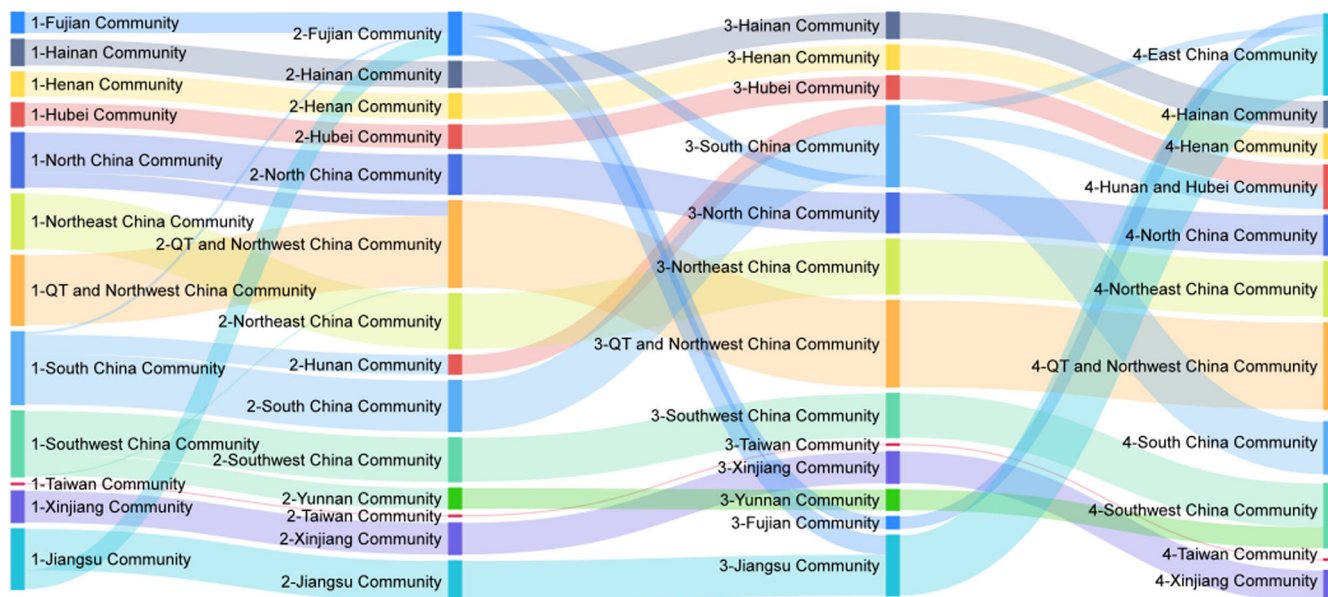 1-Fujian Community
1-Hainan Community
1-Henan Community
1-Hubei Community
1-North China Community
1-Northeast China Community
1-QT and Northwest China Community
1-South China Community
1-Southwest China Community
1-Taiwan Community
1-Xinjiang Community
1-Jiangsu Community
2-Fujian Community
2-Hainan Community
2-Henan Community
2-Hubei Community
2-North China Community
2-QT and Northwest China Community
2-Northeast China Community
2-Hunan Community
2-South China Community
2-Southwest China Community
2-Yunnan Community
2-Taiwan Community
2-Xinjiang Community
2-Jiangsu Community
3-Hainan Community
3-Henan Community
3-Hubei Community
3-South China Community
3-North China Community
3-Northeast China Community
3-QT and Northwest China Community
3-Southwest China Community
3-Taiwan Community
3-Xinjiang Community
3-Yunnan Community
3-Fujian Community
3-Jiangsu Community
4-East China Community
4-Hainan Community
4-Henan Community
4-Hunan and Hubei Community
4-North China Community
4-Northeast China Community
4-QT and Northwest China Community
4-South China Community
4-Southwest China Community
4-Taiwan Community
4-Xinjiang Community